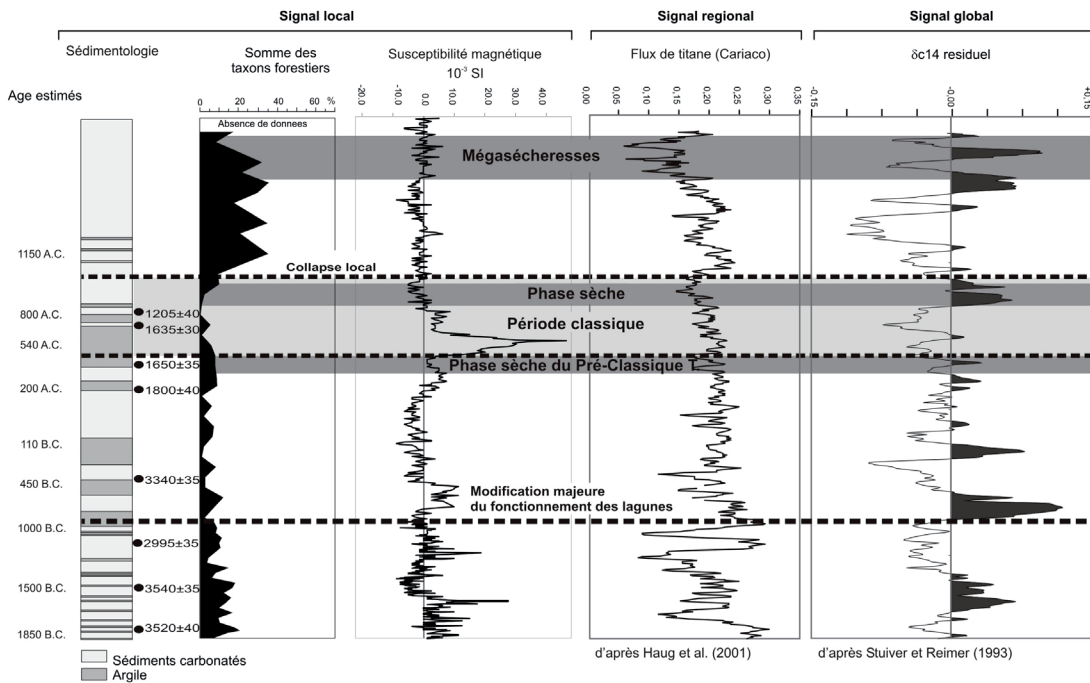 Signal local
Signal regional
Signal global
Sédimentologie
Somme des
taxons forestiers
Susceptibilité magnétique
10-3 SI
Flux de titane (Cariaco)
δc14 residuel
Age estimés
0 20 40 60 %
-20.0 -10.0 0.0 10.0 20.0 30.0 40.0
0,00 0,05 0,10 0,15 0,20 0,25 0,30 0,35
-0.15 0.00 +0,15
Absence de donnees
Mégasécheresses
1150 A.C.
Collapse local
Phase sèche
800 A.C.
1205±40
Période classique
1635±30
540 A.C.
1650±35
Phase sèche du Pré-Classique T
200 A.C.
1800±40
110 B.C.
3340±35
450 B.C.
Modification majeure
du fonctionnement des lagunes
1000 B.C.
2995±35
1500 B.C.
3540±35
3520±40
1850 B.C.
Sédiments carbonatés
Argile
d'après Haug et al. (2001)
d'après Stuiver et Reimer (1993)